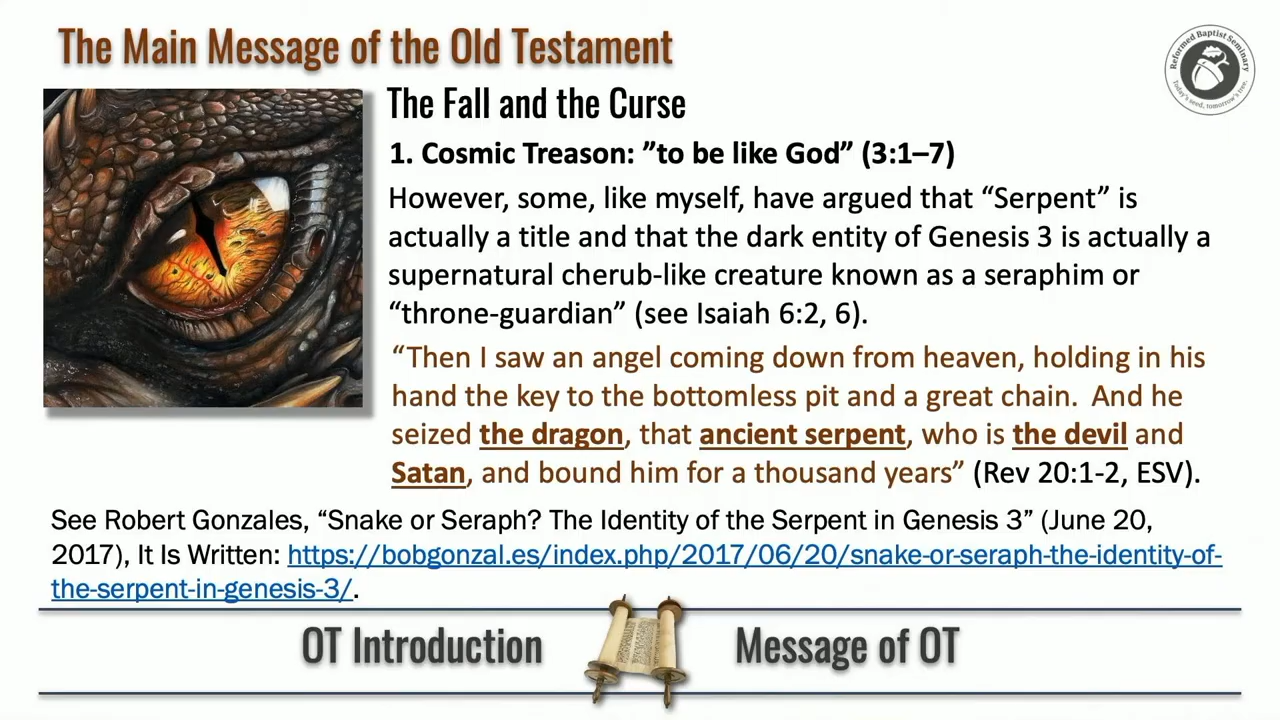 The Main Message of the Old Testament
Reformed Baptist Seminary
Today's seed, tomorrow's tree.
The Fall and the Curse
1. Cosmic Treason: ”to be like God” (3:1–7)
However, some, like myself, have argued that “Serpent” is
actually a title and that the dark entity of Genesis 3 is actually a
supernatural cherub-like creature known as a seraphim or
“throne-guardian” (see Isaiah 6:2, 6).
“Then I saw an angel coming down from heaven, holding in his
hand the key to the bottomless pit and a great chain. And he
seized the dragon, that ancient serpent, who is the devil and
Satan, and bound him for a thousand years” (Rev 20:1-2, ESV).
See Robert Gonzales, “Snake or Seraph? The Identity of the Serpent in Genesis 3” (June 20,
2017), It Is Written: https://bobgonzal.es/index.php/2017/06/20/snake-or-seraph-the-identity-of-
the-serpent-in-genesis-3/.
OT Introduction
Message of OT